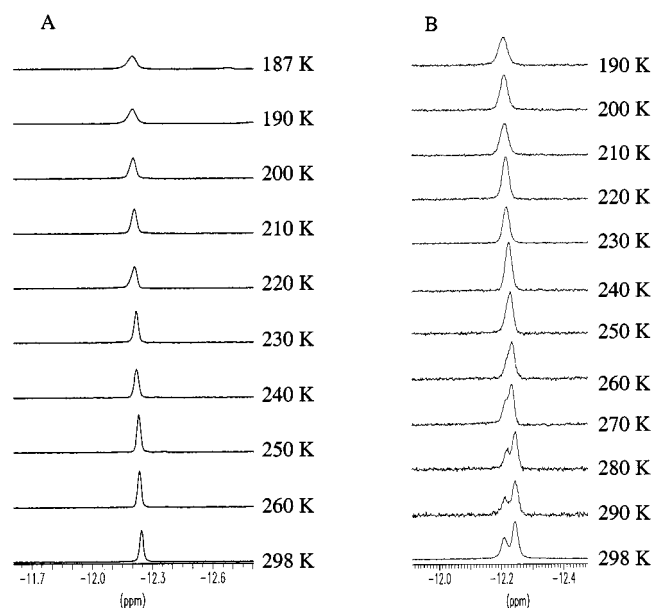 A
187 K
190 K
200 K
210 K
220 K
230 K
240 K
250 K
260 K
298 K
−11.7 −12.0 −12.3 −12.6
(ppm)
B
190 K
200 K
210 K
220 K
230 K
240 K
250 K
260 K
270 K
280 K
290 K
298 K
−12.0 −12.2 −12.4
(ppm)